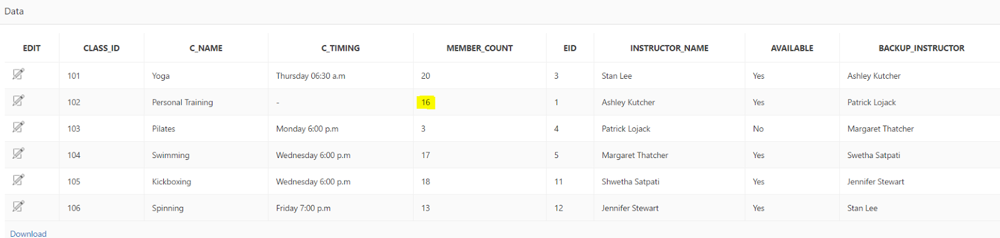 Data
EDIT CLASS_ID C_NAME C_TIMING MEMBER_COUNT EID INSTRUCTOR_NAME AVAILABLE BACKUP_INSTRUCTOR
101 Yoga Thursday 06:30 a.m 20 3 Stan Lee Yes Ashley Kutcher
102 Personal Training - 16 1 Ashley Kutcher Yes Patrick Lojack
103 Pilates Monday 6:00 p.m 3 4 Patrick Lojack No Margaret Thatcher
104 Swimming Wednesday 6:00 p.m 17 5 Margaret Thatcher Yes Swetha Satpati
105 Kickboxing Wednesday 6:00 p.m 18 11 Shwetha Satpati Yes Jennifer Stewart
106 Spinning Friday 7:00 p.m 13 12 Jennifer Stewart Yes Stan Lee
Download